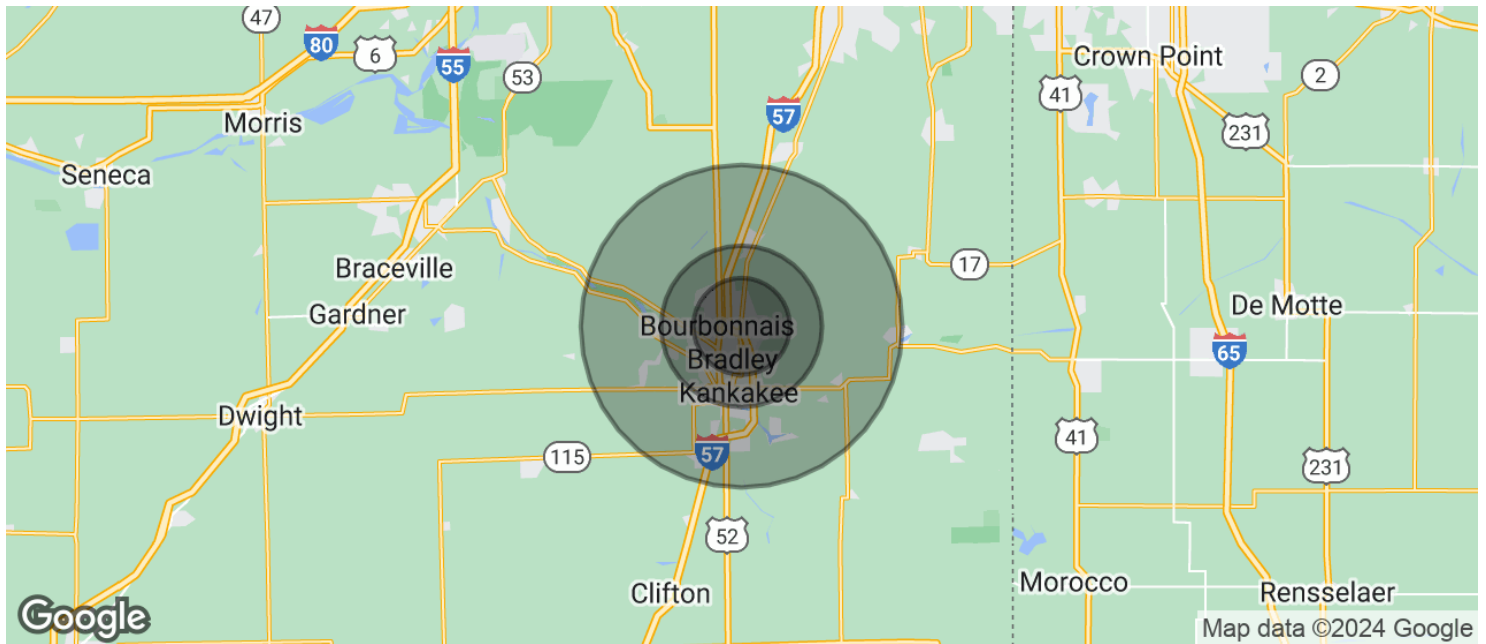 47
80
6
55
53
57
Crown Point
41
2
231
Morris
Seneca
Braceville
17
Gardner
De Motte
Bourbonnais
Bradley
65
Kankakee
Dwight
41
57
115
231
52
Clifton
Morocco
Rensselaer
Google
Map data ©2024 Google